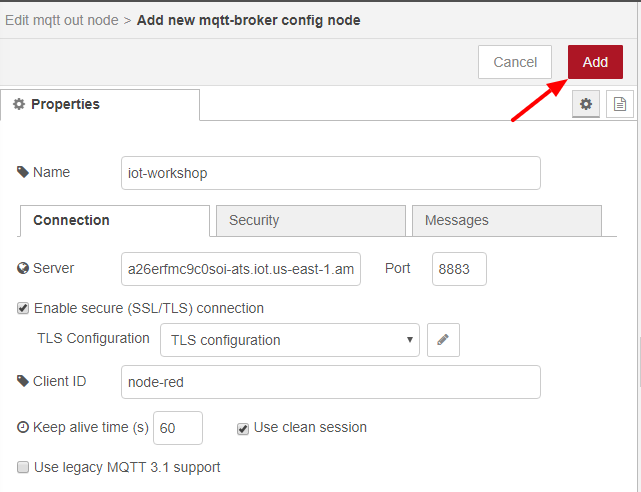 Edit mqtt out node > Add new mqtt-broker config node
Cancel Add
Properties
Name iot-workshop
Connection Security Messages
Server a26erfmc9c0soi-ats.iot.us-east-1.am Port 8883
Enable secure (SSL/TLS) connection
TLS Configuration TLS configuration
Client ID node-red
Keep alive time (s) 60 Use clean session
Use legacy MQTT 3.1 support